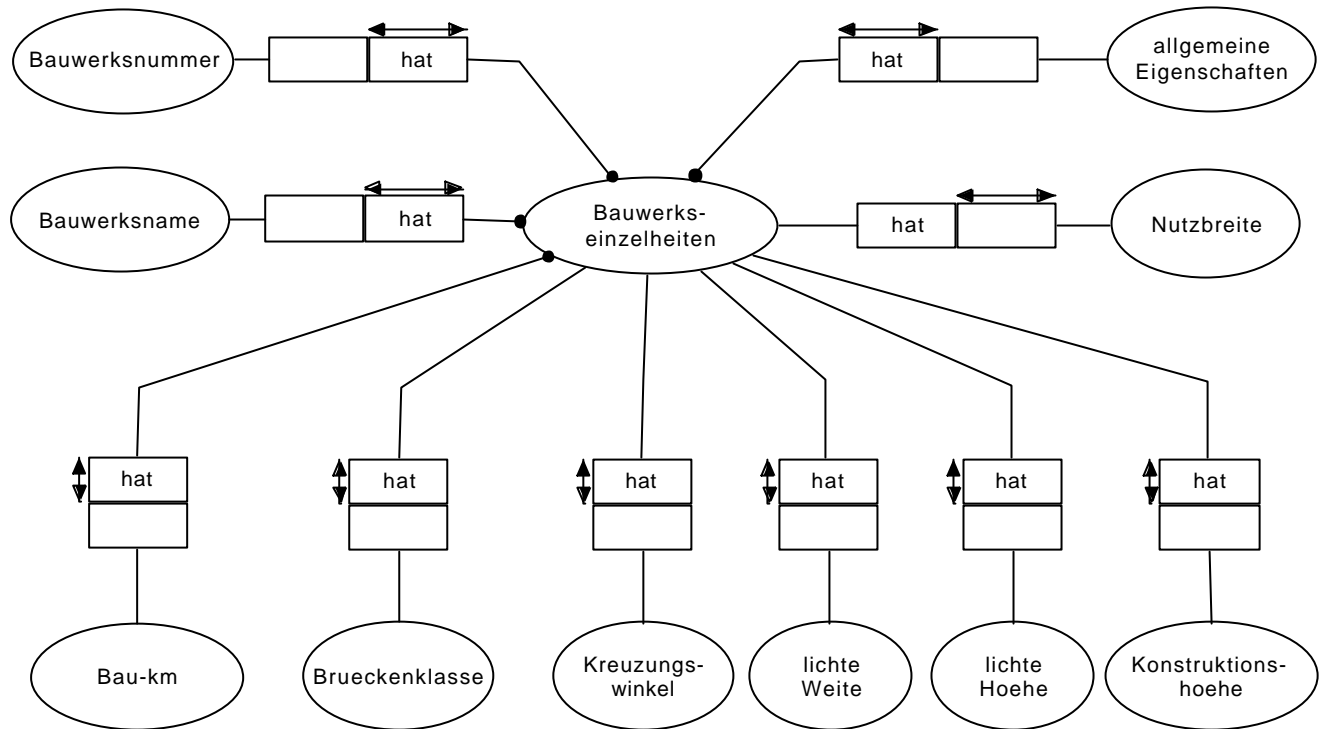 Bauwerksnummer
hat
hat
allgemeine
Eigenschaften
Bauwerksname
hat
Bauwerks-
einzelheiten
hat
Nutzbreite
hat
hat
hat
hat
hat
hat
Bau-km
Brueckenklasse
Kreuzungs-
winkel
lichte
Weite
lichte
Hoehe
Konstruktions-
hoehe